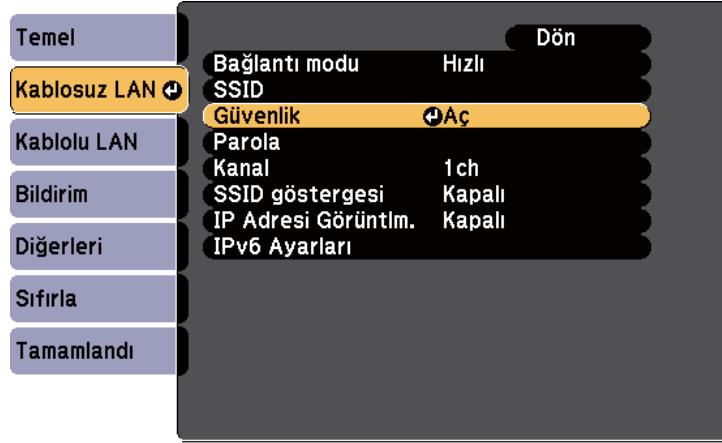 Temel
Kablosuz LAN
Kablolu LAN
Bildirim
Diğerleri
Sıfırla
Tamamlandı
Dön
Bağlantı modu Hızlı
SSID
Güvenlik Aç
Parola
Kanal 1ch
SSID göstergesi Kapalı
IP Adresi Görüntlm. Kapalı
IPv6 Ayarları